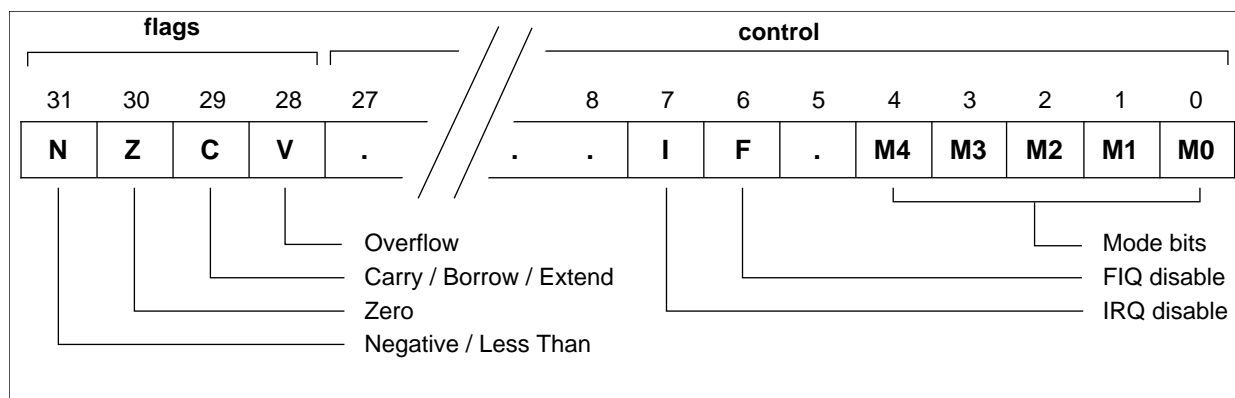 flags control
31 30 29 28 27 8 7 6 5 4 3 2 1 0
N Z C V . . . I F . M4 M3 M2 M1 M0
Overflow Mode bits
Carry / Borrow / Extend FIQ disable
Zero IRQ disable
Negative / Less Than